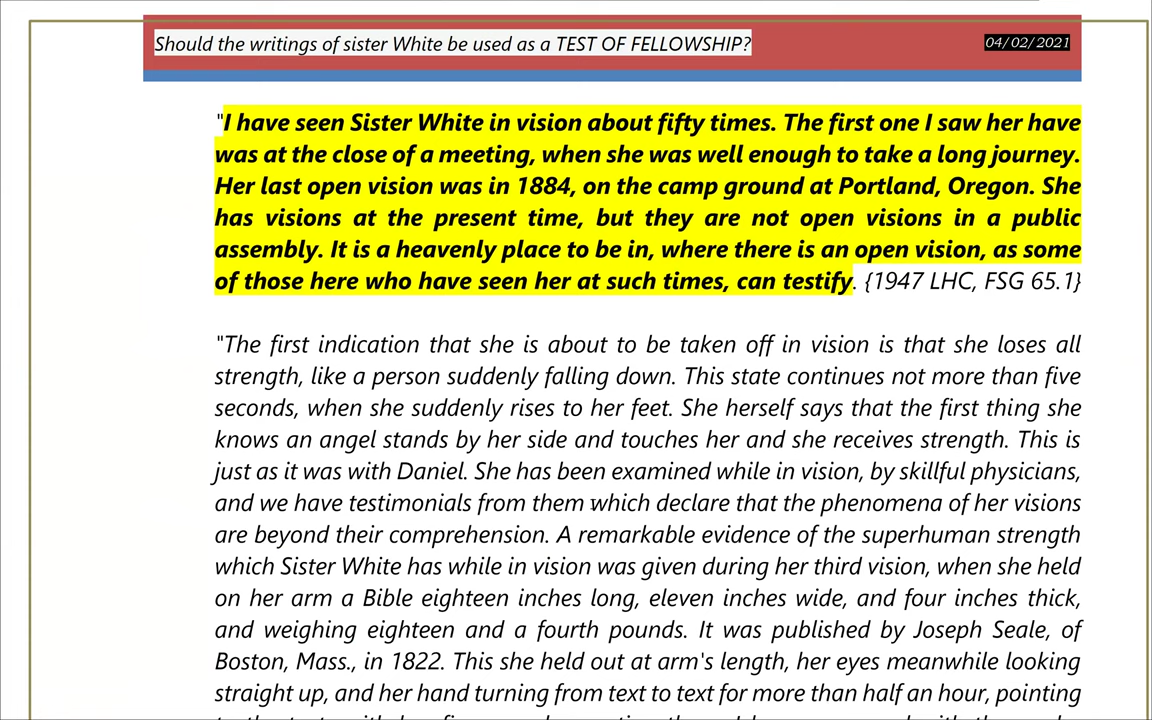 Should the writings of sister White be used as a TEST OF FELLOWSHIP?
04/02/2021
"I have seen Sister White in vision about fifty times. The first one I saw her have
was at the close of a meeting, when she was well enough to take a long journey.
Her last open vision was in 1884, on the camp ground at Portland, Oregon. She
has visions at the present time, but they are not open visions in a public
assembly. It is a heavenly place to be in, where there is an open vision, as some
of those here who have seen her at such times, can testify. {1947 LHC, FSG 65.1}
"The first indication that she is about to be taken off in vision is that she loses all
strength, like a person suddenly falling down. This state continues not more than five
seconds, when she suddenly rises to her feet. She herself says that the first thing she
knows an angel stands by her side and touches her and she receives strength. This is
just as it was with Daniel. She has been examined while in vision, by skillful physicians,
and we have testimonials from them which declare that the phenomena of her visions
are beyond their comprehension. A remarkable evidence of the superhuman strength
which Sister White has while in vision was given during her third vision, when she held
on her arm a Bible eighteen inches long, eleven inches wide, and four inches thick,
and weighing eighteen and a fourth pounds. It was published by Joseph Seale, of
Boston, Mass., in 1822. This she held out at arm's length, her eyes meanwhile looking
straight up, and her hand turning from text to text for more than half an hour, pointing